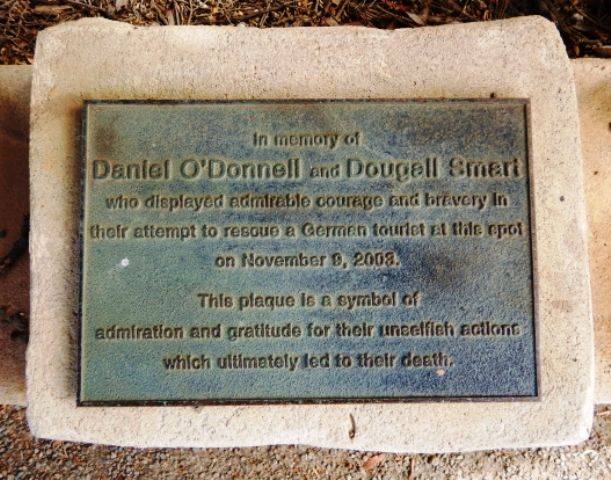 In memory of
Daniel O'Donnell and Dougall Smart
who displayed admirable courage and bravery in
their attempt to rescue a German tourist at this spot
on November 9, 2003.
This plaque is a symbol of
admiration and gratitude for their unselfish actions
which ultimately led to their death.